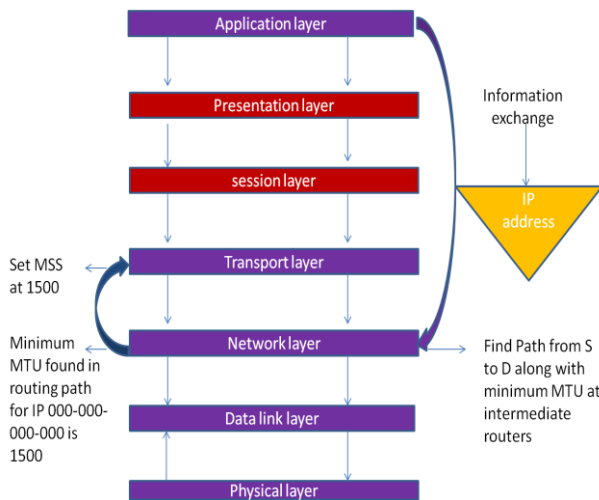 Application layer
Presentation layer
Information
exchange
session layer
IP
address
Set MSS
at 1500
Transport layer
Minimum
MTU found in
routing path
for IP 000-000-
000-000 is
1500
Network layer
Find Path from S
to D along with
minimum MTU at
intermediate
routers
Data link layer
Physical layer